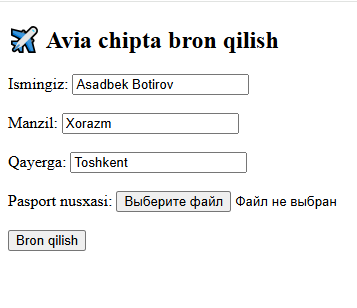 Avia chipta bron qilish
Ismingiz: Asadbek Botirov
Manzil: Xorazm
Qayerga: Toshkent
Pasport nusxasi: Выберите файл Файл не выбран
Bron qilish